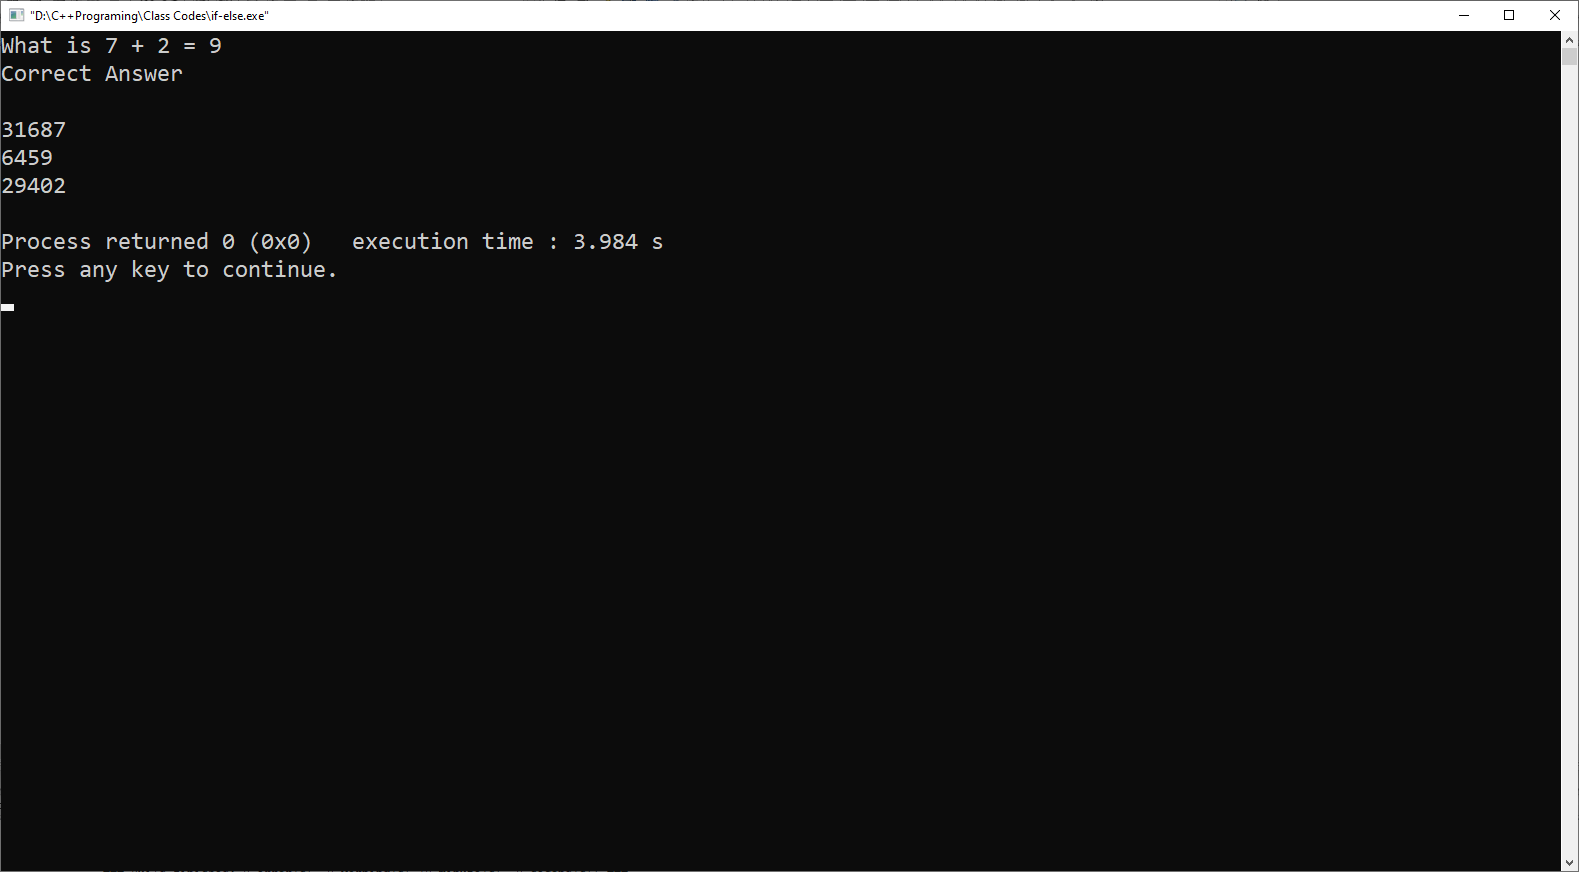 "D:\C++Programing\Class Codes\if-else.exe"
What is 7 + 2 = 9
Correct Answer
31687
6459
29402
Process returned 0 (0x0)   execution time : 3.984 s
Press any key to continue.